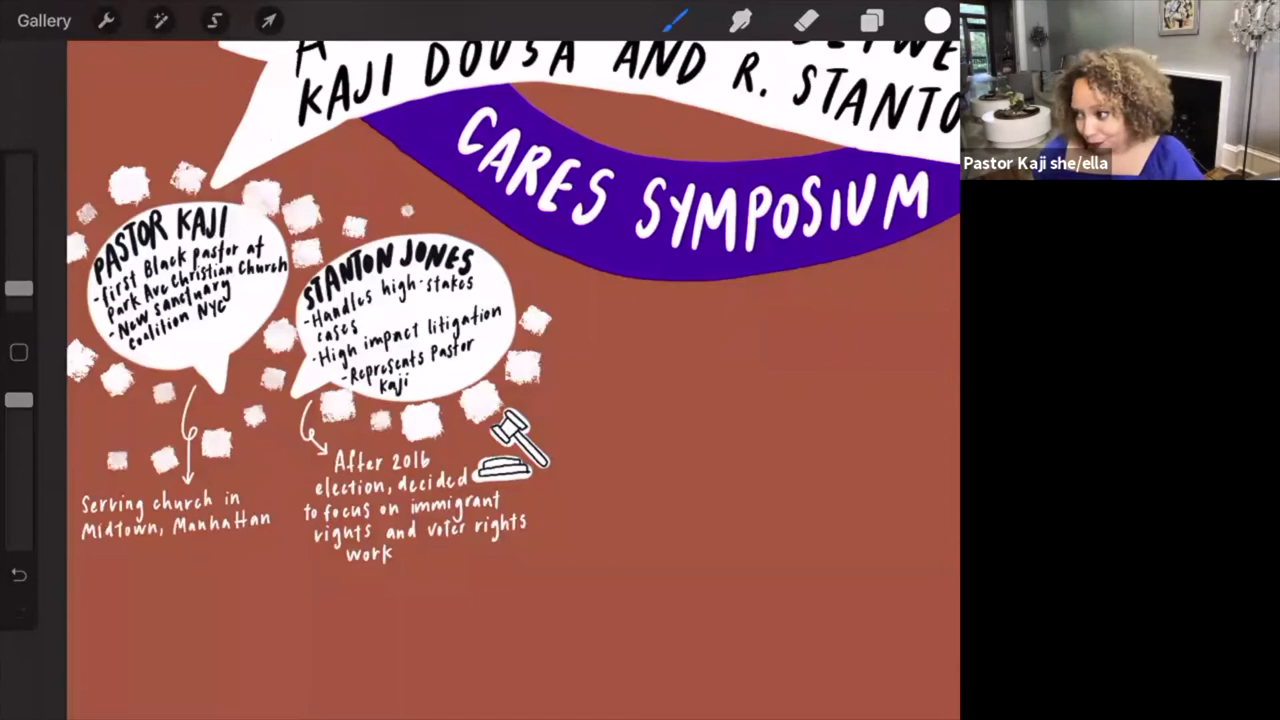 Gallery
A
KAJI DOUSA AND R. STANTO
CARES SYMPOSIUM
Pastor Kaji she/ella
PASTOR KAJI
- First Black Pastor at
Park Ave Christian Church
- New sanctuary
coalition NYC
STANTON JONES
- Handles high-stakes
cases
- High impact litigation
- Represents Pastor
Kaji
Serving church in
Midtown, Manhattan
After 2016
election, decided
to focus on immigrant
rights and voter rights
work